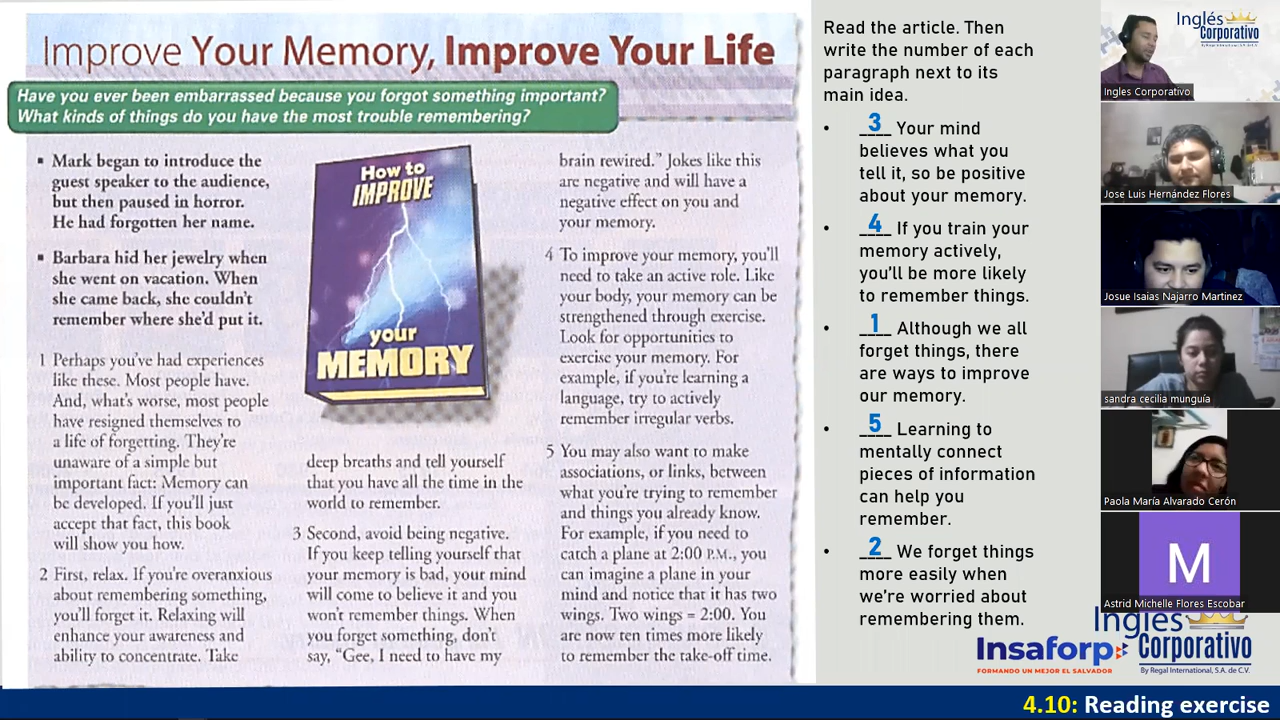 Improve Your Memory, Improve Your Life
Have you ever been embarrassed because you forgot something important?
What kinds of things do you have the most trouble remembering?
▪ Mark began to introduce the
guest speaker to the audience,
but then paused in horror.
He had forgotten her name.
▪ Barbara hid her jewelry when
she went on vacation. When
she came back, she couldn't
remember where she'd put it.
1 Perhaps you've had experiences
like these. Most people have.
And, what's worse, most people
have resigned themselves to
a life of forgetting. They're
unaware of a simple but
important fact: Memory can
be developed. If you'll just
accept that fact, this book
will show you how.
2 First, relax. If you're overanxious
about remembering something,
you'll forget it. Relaxing will
enhance your awareness and
ability to concentrate. Take
How to
IMPROVE
your
MEMORY
deep breaths and tell yourself
that you have all the time in the
world to remember.
3 Second, avoid being negative.
If you keep telling yourself that
your memory is bad, your mind
will come to believe it and you
won't remember things. When
you forget something, don't
say, "Gee, I need to have my
brain rewired." Jokes like this
are negative and will have a
negative effect on you and
your memory.
4 To improve your memory, you'll
need to take an active role. Like
your body, your memory can be
strengthened through exercise.
Look for opportunities to
exercise your memory. For
example, if you're learning a
language, try to actively
remember irregular verbs.
5 You may also want to make
associations, or links, between
what you're trying to remember
and things you already know.
For example, if you need to
catch a plane at 2:00 P.M., you
can imagine a plane in your
mind and notice that it has two
wings. Two wings = 2:00. You
are now ten times more likely
to remember the take-off time.
Read the article. Then
write the number of each
paragraph next to its
main idea.
• 3 Your mind
believes what you
tell it, so be positive
about your memory.
• 4 If you train your
memory actively,
you'll be more likely
to remember things.
• 1 Although we all
forget things, there
are ways to improve
our memory.
• 5 Learning to
mentally connect
pieces of information
can help you
remember.
• 2 We forget things
more easily when
we're worried about
remembering them.
Insaforp
FORMANDO UN MEJOR EL SALVADOR
Inglés
Corporativo
By Regal International, S.A. de C.V.
4.10: Reading exercise
Inglés
Corporativo
By Regal International, S.A. de C.V.
Ingles Corporativo
Jose Luis Hernández Flores
Josue Isaias Najarro Martinez
sandra cecilia munguía
Paola María Alvarado Cerón
M
Astrid Michelle Flores Escobar